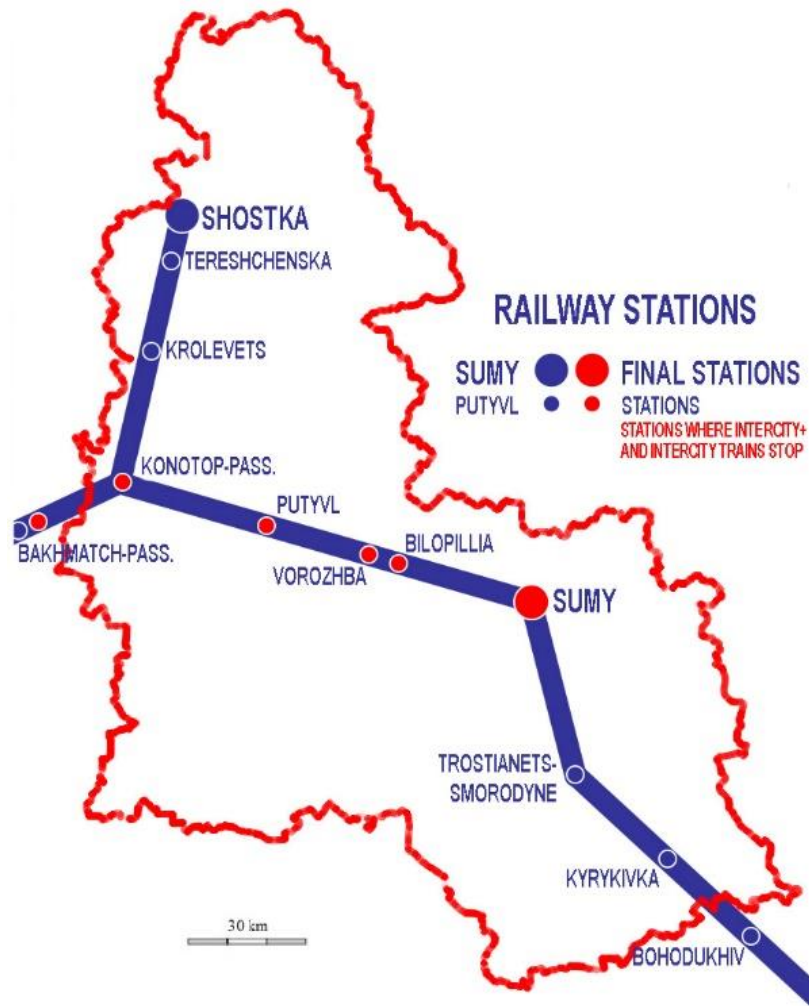 SHOSTKA
TERESHCHENSKA
RAILWAY STATIONS
KROLEVETS
SUMY FINAL STATIONS
PUTYVL STATIONS
STATIONS WHERE INTERCITY+
AND INTERCITY TRAINS STOP
KONOTOP-PASS.
PUTYVL
BAKHMATCH-PASS.
VOROZHBA
BILOPILLIA
SUMY
TROSTIANETS-
SMORODYNE
KYRYKIVKA
30 km
BOHODUKHIV